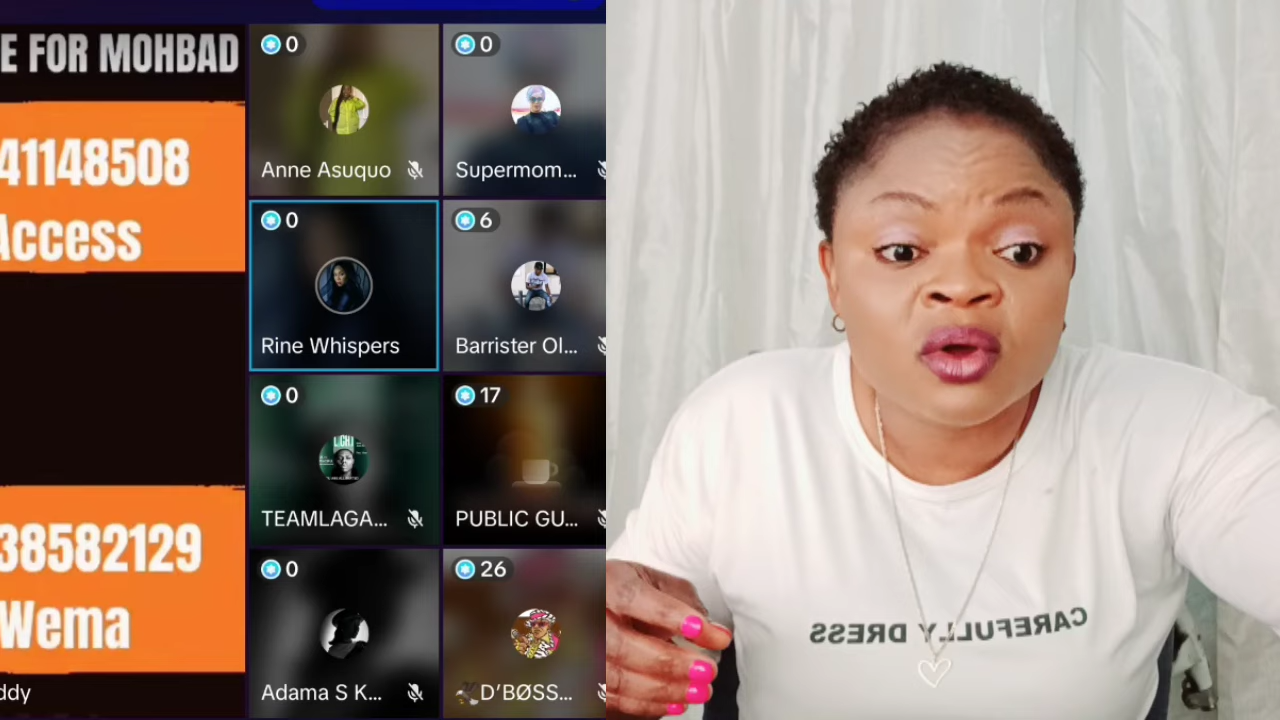 E FOR MOHBAD
41148508
Access
38582129
Wema
ddy
0
Anne Asuquo
0
Supermom...
0
Rine Whispers
6
Barrister Ol...
0
TEAMLAGA...
17
PUBLIC GU...
0
Adama S K...
26
D'BØSS...
LIGHT
CAREFULLY DRESS